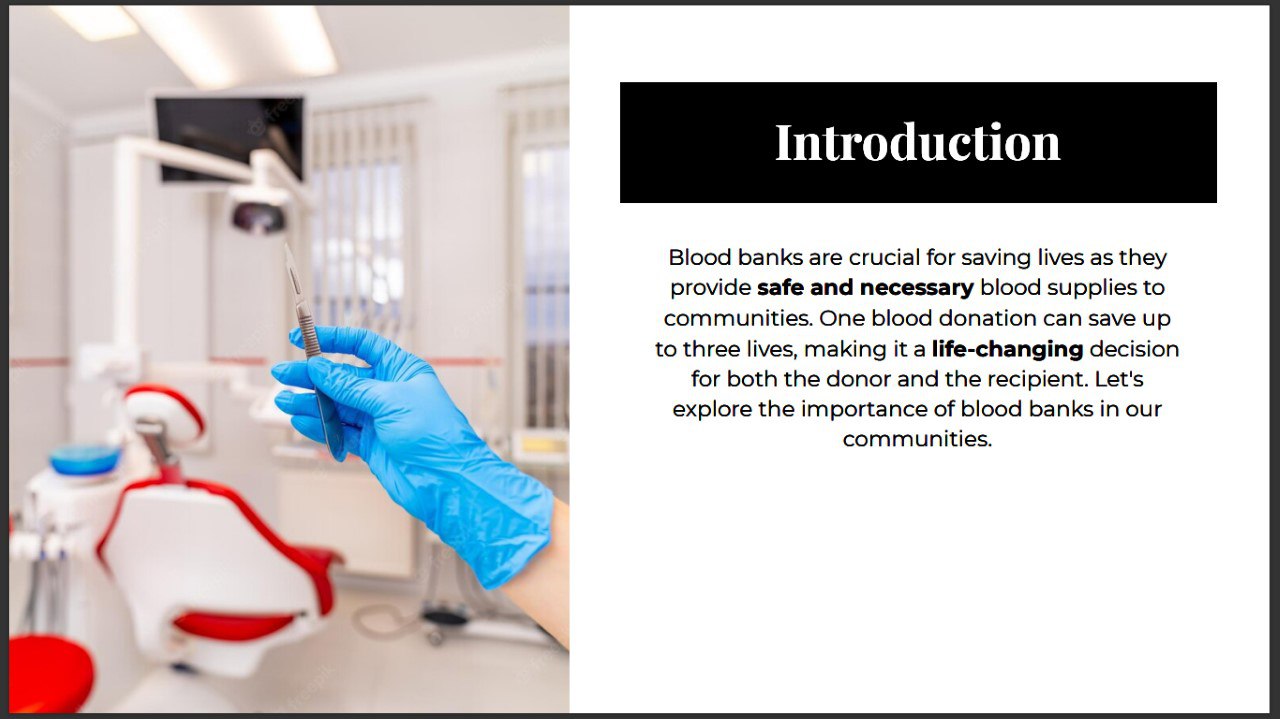 Introduction
Blood banks are crucial for saving lives as they
provide safe and necessary blood supplies to
communities. One blood donation can save up
to three lives, making it a life-changing decision
for both the donor and the recipient. Let's
explore the importance of blood banks in our
communities.